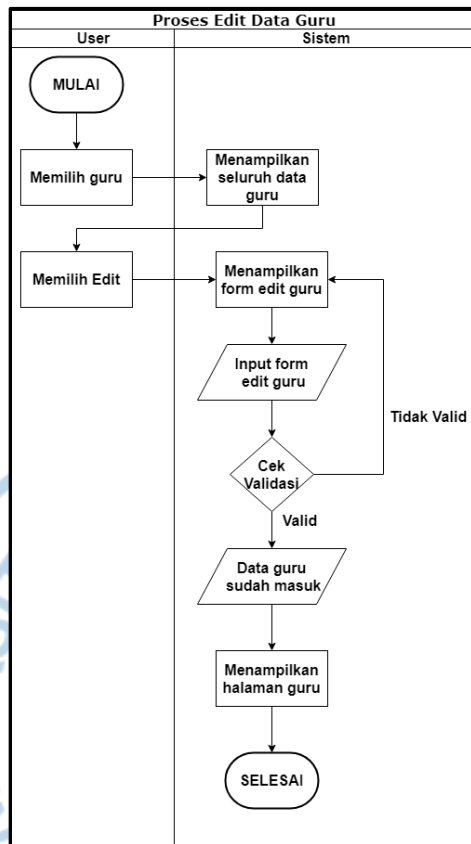 Proses Edit Data Guru
User
Sistem
MULAI
Memilih guru
Menampilkan
seluruh data
guru
Memilih Edit
Menampilkan
form edit guru
Input form
edit guru
Tidak Valid
Cek
Validasi
Valid
Data guru
sudah masuk
Menampilkan
halaman guru
SELESAI